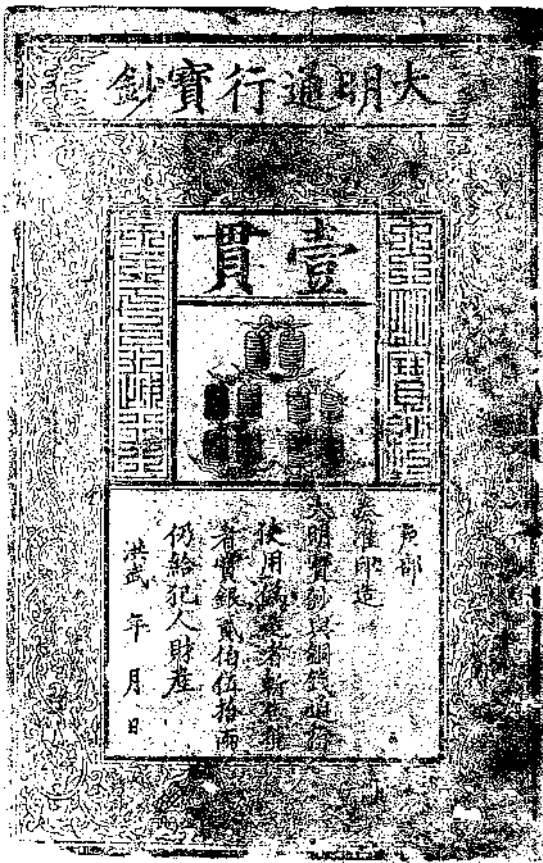 大明通行寶鈔
壹貫
戶部
奏准印造
大明寶鈔與銅錢通行
使用偽造者斬告捕
者賞銀貳伯伍拾兩
仍給犯人財產
洪武 年 月 日